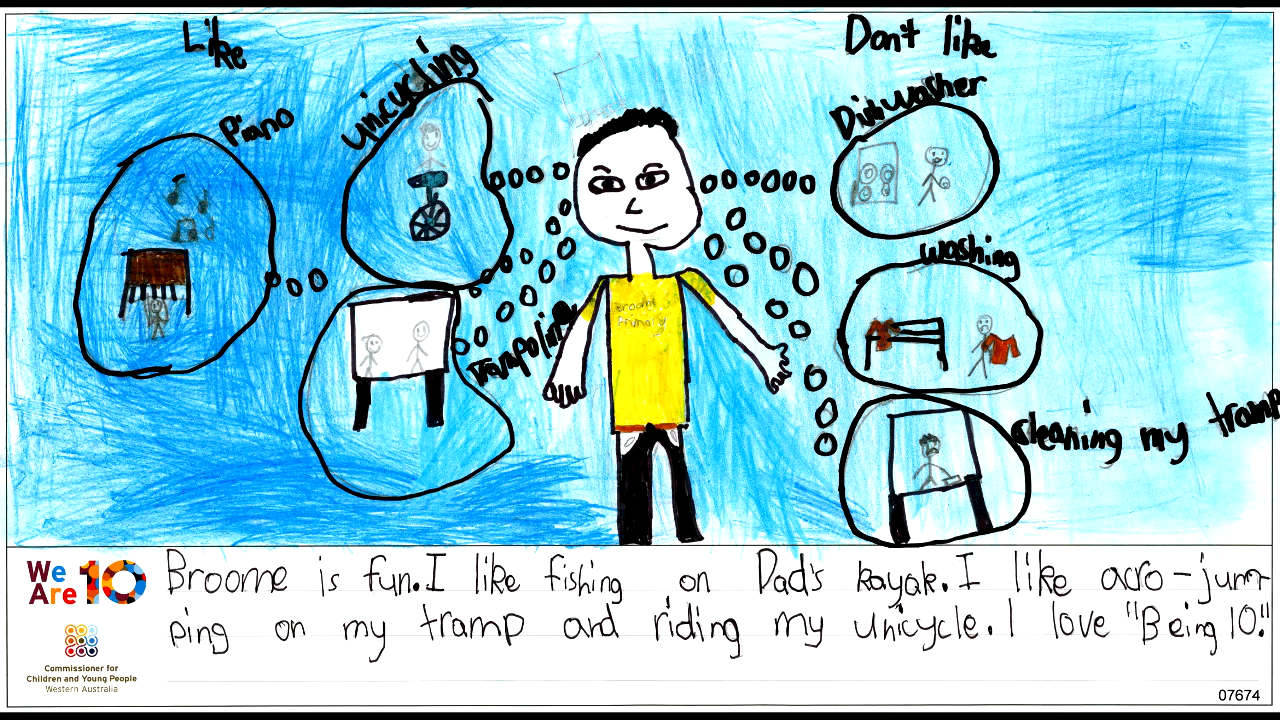 Like
Don't like
Piano
unicycling
Dishwasher
washing
Trampoline
cleaning my tramp
Broome
Primary
We Are 10
Broome is fun. I like fishing on Dad's kayak. I like acro-jum-
ping on my tramp and riding my unicycle. I love "Being 10."
Commissioner for
Children and Young People
Western Australia
07674